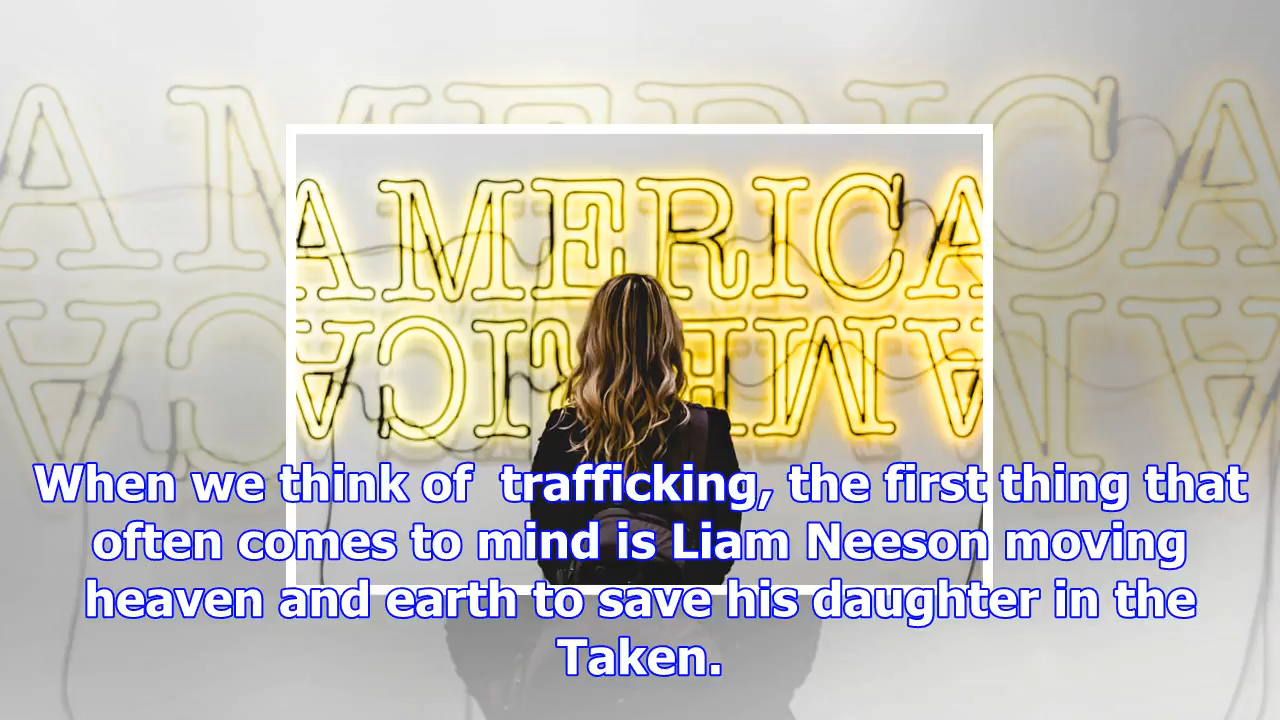 AMERICA
AMERICA
When we think of  trafficking, the first thing that
often comes to mind is Liam Neeson moving
heaven and earth to save his daughter in the
Taken.